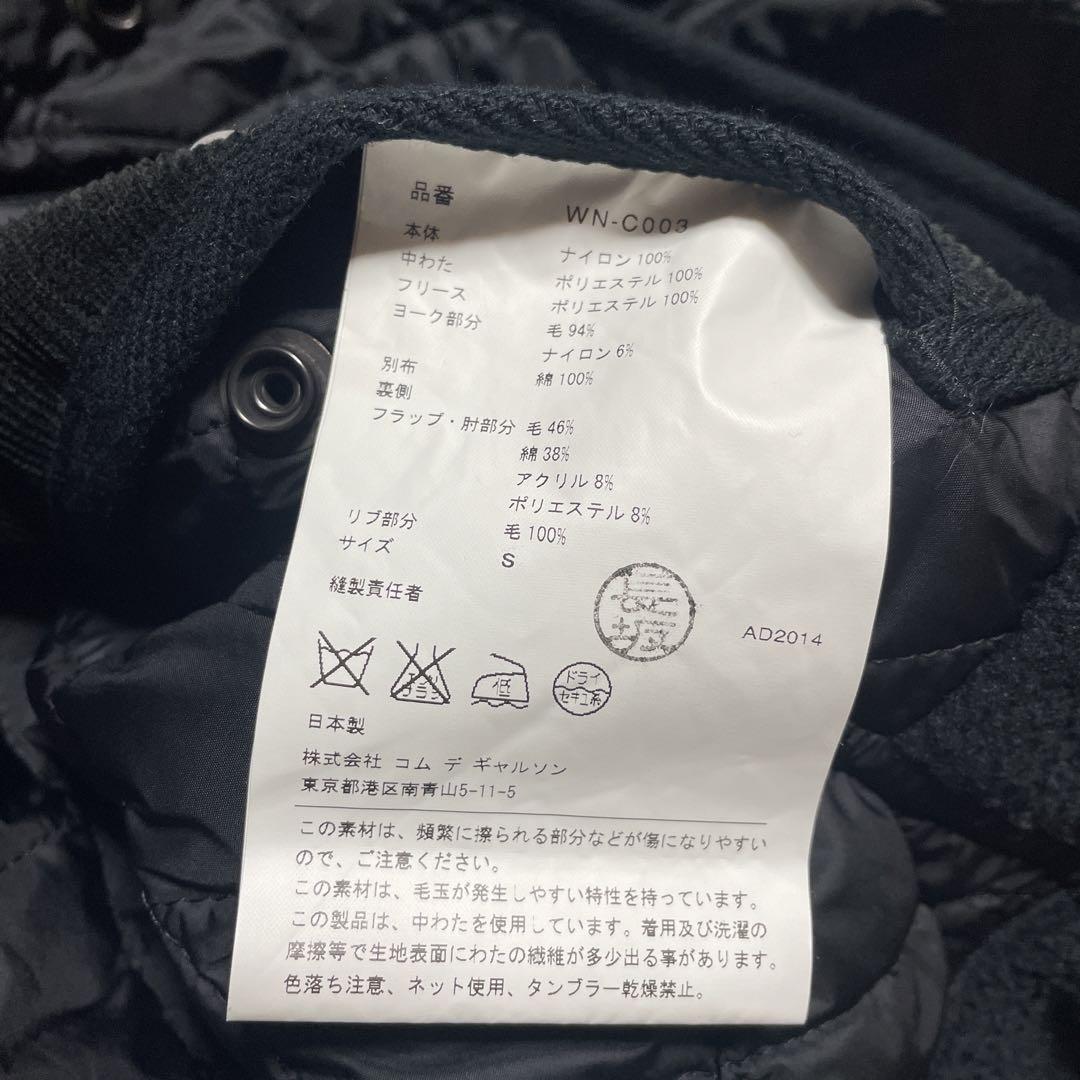 品番 WN-C003
本体 ナイロン 100%
中わた ポリエステル 100%
フリース ポリエステル 100%
ヨーク部分 毛 94%
ナイロン 6%
別布 綿 100%
裏側
フラップ・肘部分 毛 46%
綿 38%
アクリル 8%
ポリエステル 8%
リブ部分 毛 100%
サイズ S
縫製責任者 長坂
AD2014
エンソ
フラツ
低
ドライ
セキユ系
日本製
株式会社 コム デ ギャルソン
東京都港区南青山5-11-5
この素材は、頻繁に擦られる部分などが傷になりやすい
ので、ご注意ください。
この素材は、毛玉が発生しやすい特性を持っています。
この製品は、中わたを使用しています。着用及び洗濯の
摩擦等で生地表面にわたの繊維が多少出る事があります。
色落ち注意、ネット使用、タンブラー乾燥禁止。